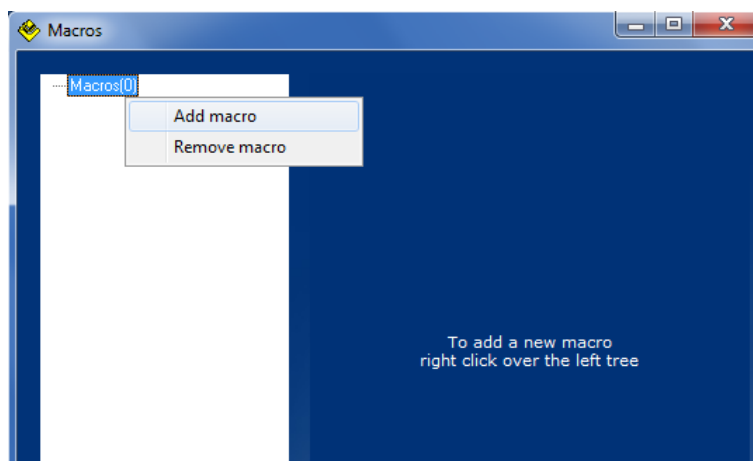 Macros
Macros(0)
Add macro
Remove macro
To add a new macro
right click over the left tree